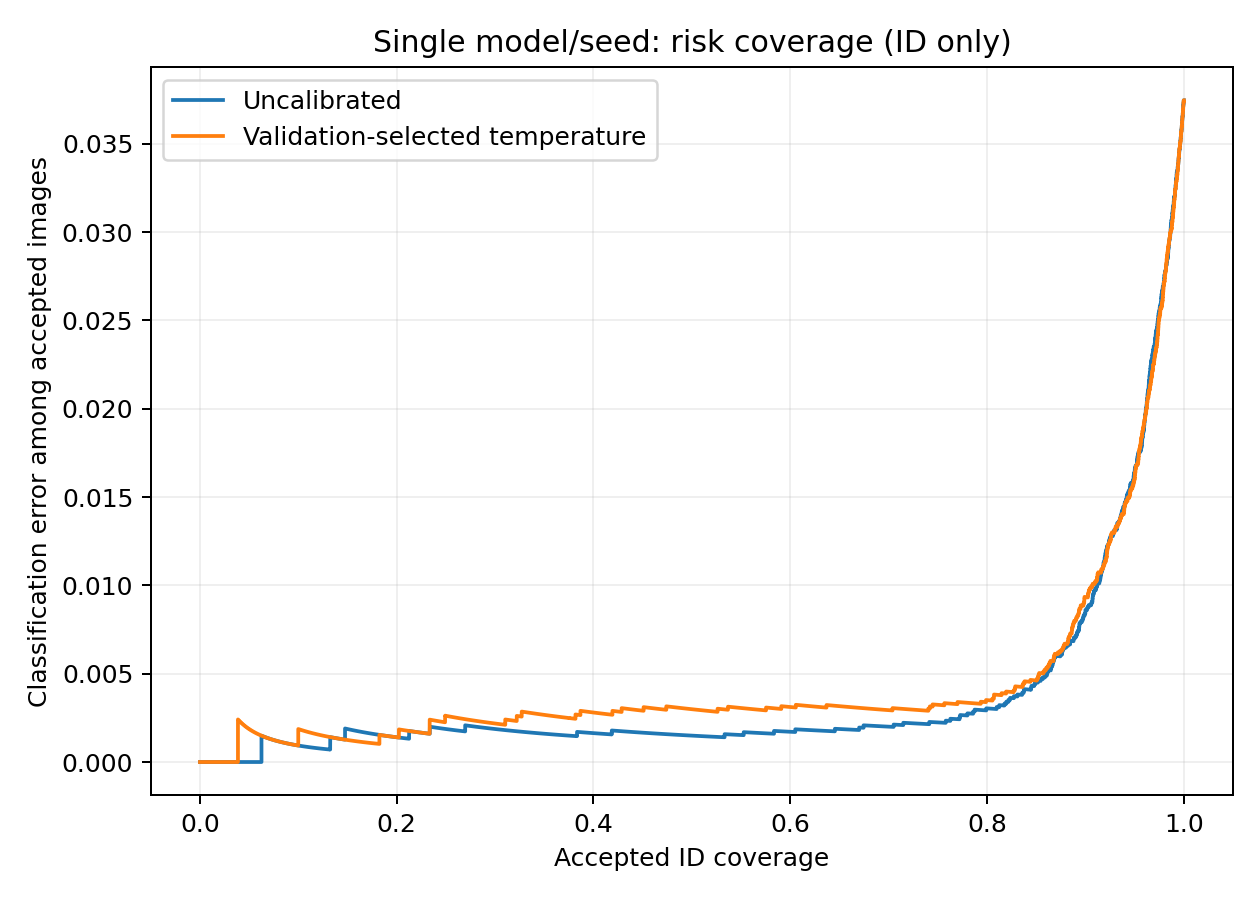 Single model/seed: risk coverage (ID only)
Uncalibrated
Validation-selected temperature
Classification error among accepted images
0.035
0.030
0.025
0.020
0.015
0.010
0.005
0.000
0.0 0.2 0.4 0.6 0.8 1.0
Accepted ID coverage